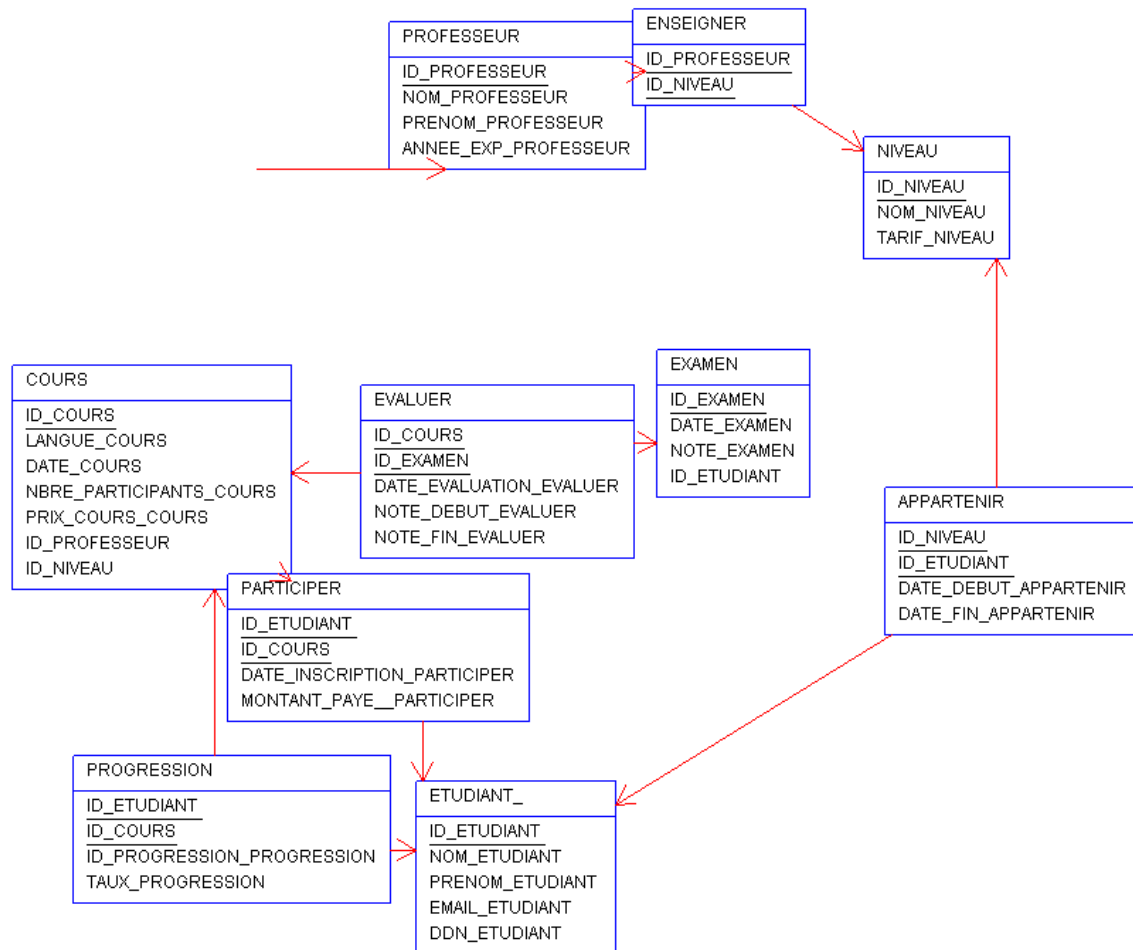 PROFESSEUR
ID_PROFESSEUR
NOM_PROFESSEUR
PRENOM_PROFESSEUR
ANNEE_EXP_PROFESSEUR
ENSEIGNER
ID_PROFESSEUR
ID_NIVEAU
NIVEAU
ID_NIVEAU
NOM_NIVEAU
TARIF_NIVEAU
COURS
ID_COURS
LANGUE_COURS
DATE_COURS
NBRE_PARTICIPANTS_COURS
PRIX_COURS_COURS
ID_PROFESSEUR
ID_NIVEAU
EVALUER
ID_COURS
ID_EXAMEN
DATE_EVALUATION_EVALUER
NOTE_DEBUT_EVALUER
NOTE_FIN_EVALUER
EXAMEN
ID_EXAMEN
DATE_EXAMEN
NOTE_EXAMEN
ID_ETUDIANT
APPARTENIR
ID_NIVEAU
ID_ETUDIANT
DATE_DEBUT_APPARTENIR
DATE_FIN_APPARTENIR
PARTICIPER
ID_ETUDIANT
ID_COURS
DATE_INSCRIPTION_PARTICIPER
MONTANT_PAYE__PARTICIPER
PROGRESSION
ID_ETUDIANT
ID_COURS
ID_PROGRESSION_PROGRESSION
TAUX_PROGRESSION
ETUDIANT_
ID_ETUDIANT
NOM_ETUDIANT
PRENOM_ETUDIANT
EMAIL_ETUDIANT
DDN_ETUDIANT